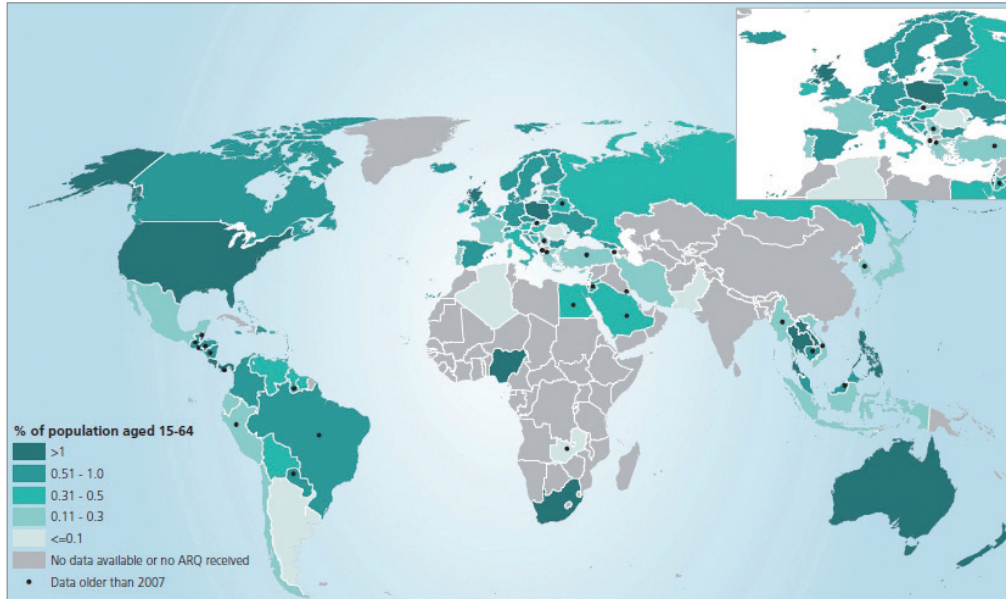 % of population aged 15-64
>1
0.51 - 1.0
0.31 - 0.5
0.11 - 0.3
<=0.1
No data available or no ARQ received
Data older than 2007